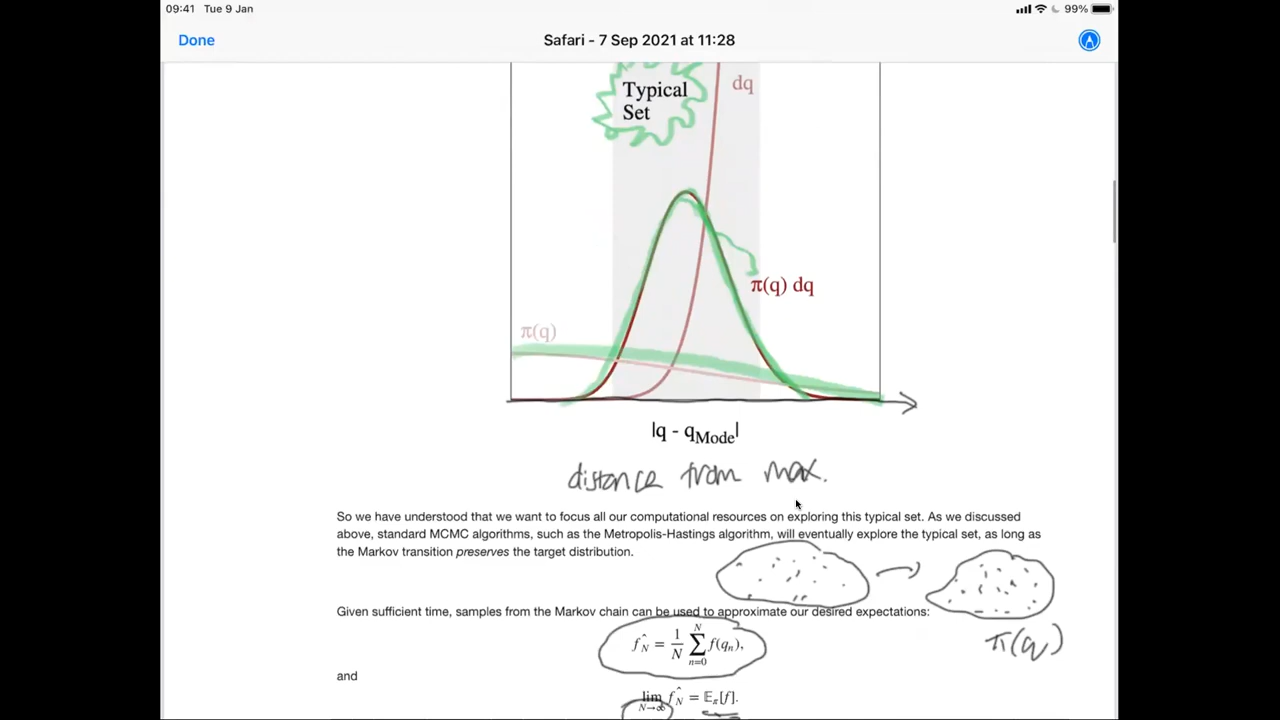 09:41 Tue 9 Jan
99%
Done
Safari - 7 Sep 2021 at 11:28
Typical
Set
dq
π(q) dq
π(q)
|q - qMode|
distance from max.
So we have understood that we want to focus all our computational resources on exploring this typical set. As we discussed
above, standard MCMC algorithms, such as the Metropolis-Hastings algorithm, will eventually explore the typical set, as long as
the Markov transition preserves the target distribution.
Given sufficient time, samples from the Markov chain can be used to approximate our desired expectations:
π(q)
f̂_N = 1/N ∑_{n=0}^{N} f(q_n),
and
lim_{N→∞} f̂_N = 𝔼_π[f].